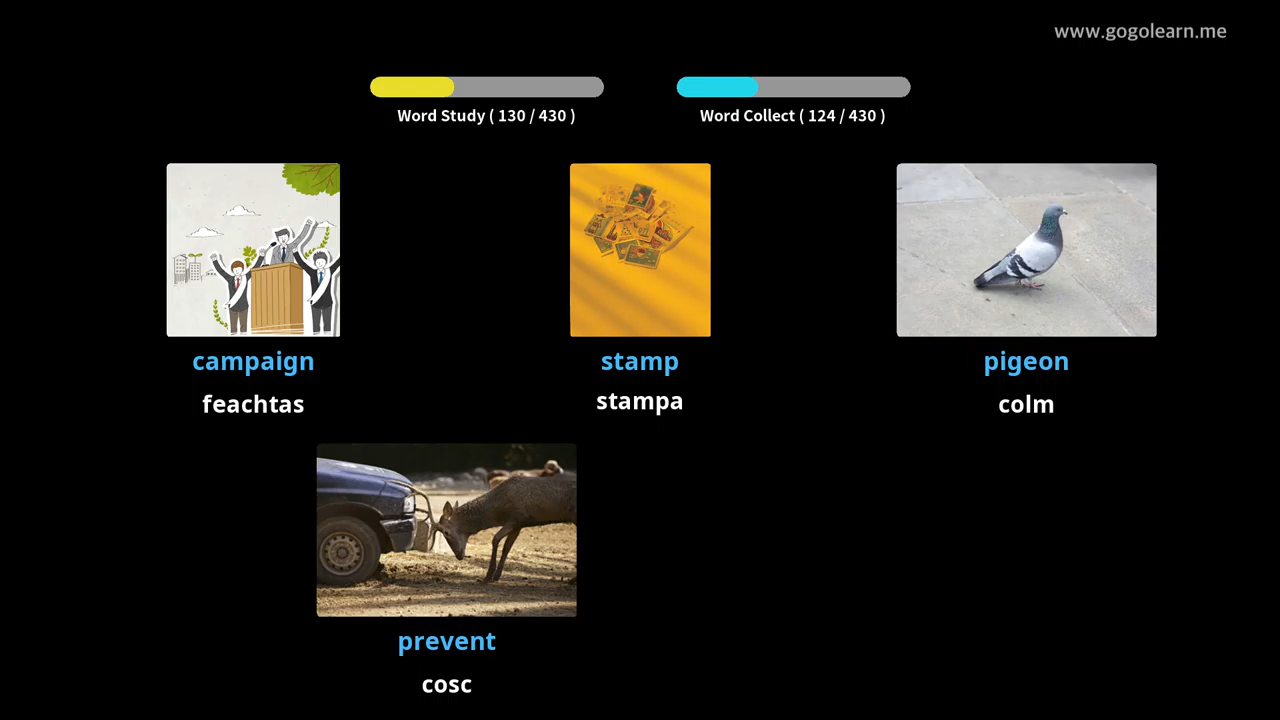 www.gogolearn.me
Word Study ( 130 / 430 )
Word Collect ( 124 / 430 )
campaign
feachtas
stamp
stampa
pigeon
colm
prevent
cosc